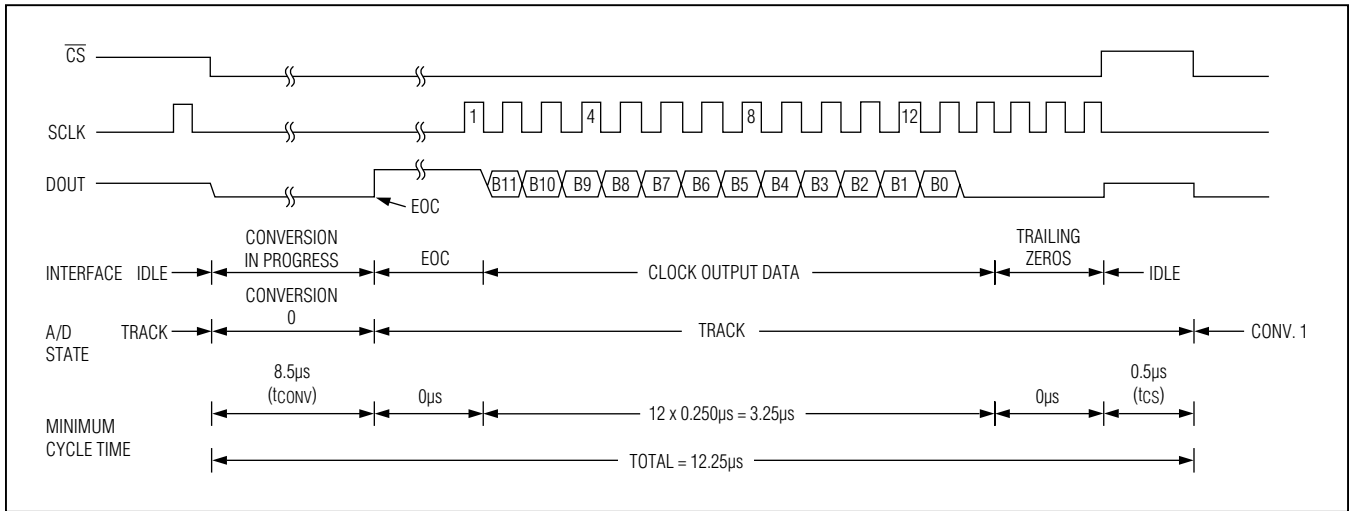 CS
SCLK
1 4 8 12
DOUT
B11 B10 B9 B8 B7 B6 B5 B4 B3 B2 B1 B0
EOC
INTERFACE IDLE
CONVERSION
IN PROGRESS
EOC
CLOCK OUTPUT DATA
TRAILING
ZEROS
IDLE
A/D
STATE
TRACK
CONVERSION
0
TRACK
CONV. 1
MINIMUM
CYCLE TIME
8.5µs
(tCONV)
0µs
12 x 0.250µs = 3.25µs
0µs
0.5µs
(tCS)
TOTAL = 12.25µs